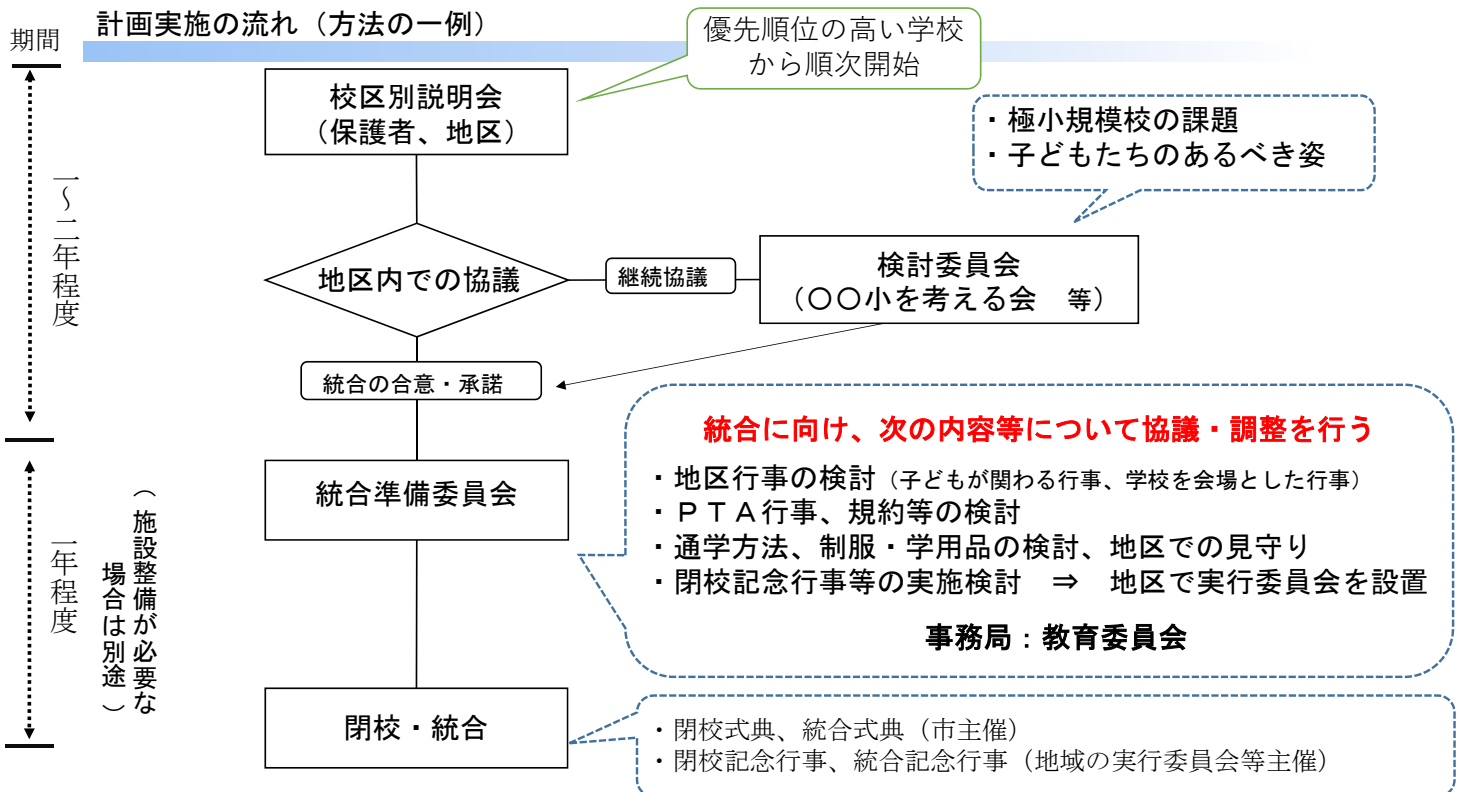 計画実施の流れ（方法の一例）
期間
優先順位の高い学校
から順次開始
校区別説明会
（保護者、地区）
・極小規模校の課題
・子どもたちのあるべき姿
一～二年程度
地区内での協議
継続協議
検討委員会
（〇〇小を考える会　等）
統合の合意・承諾
統合に向け、次の内容等について協議・調整を行う
・地区行事の検討（子どもが関わる行事、学校を会場とした行事）
・ＰＴＡ行事、規約等の検討
・通学方法、制服・学用品の検討、地区での見守り
・閉校記念行事等の実施検討　⇒　地区で実行委員会を設置
事務局：教育委員会
統合準備委員会
一年程度
（施設整備が必要な
場合は別途）
閉校・統合
・閉校式典、統合式典（市主催）
・閉校記念行事、統合記念行事（地域の実行委員会等主催）